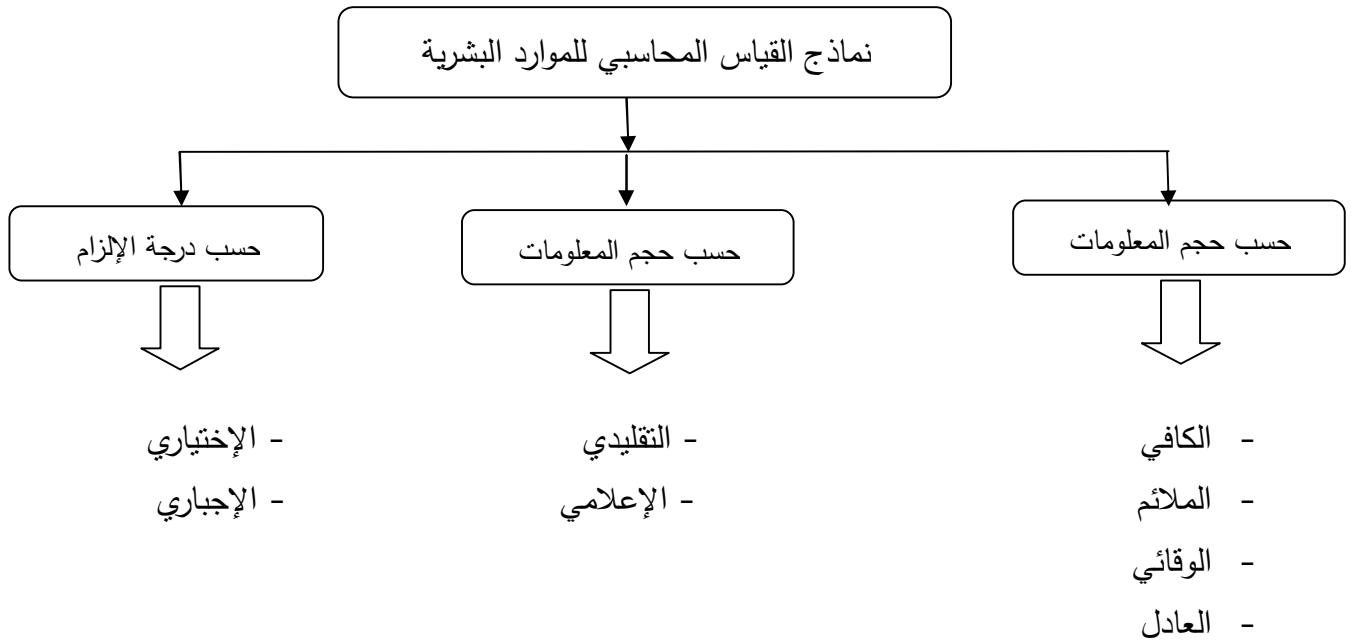 نماذج القياس المحاسبي للموارد البشرية
حسب حجم المعلومات
حسب حجم المعلومات
حسب درجة الإلزام
- الكافي
- الملائم
- الوقائي
- العادل
- التقليدي
- الإعلامي
- الإختياري
- الإجباري